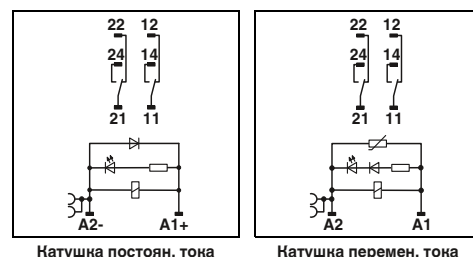 22 12
24 14
21 11
A2- A1+
Катушка постоян. тока
22 12
24 14
21 11
A2 A1
Катушка перемен. тока